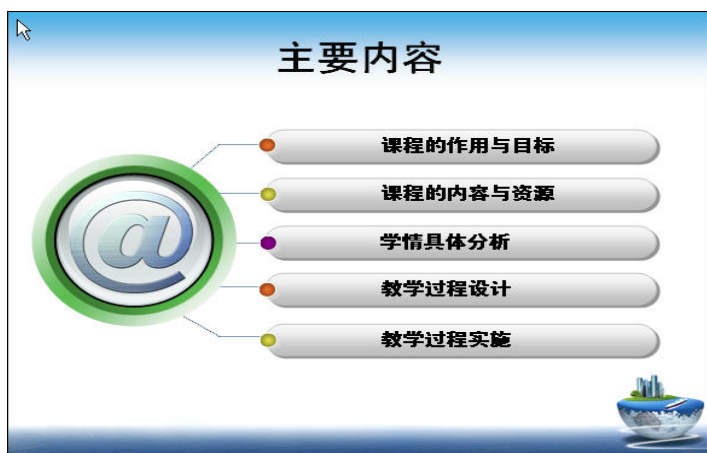 主要内容
课程的作用与目标
课程的内容与资源
学情具体分析
教学过程设计
教学过程实施
@